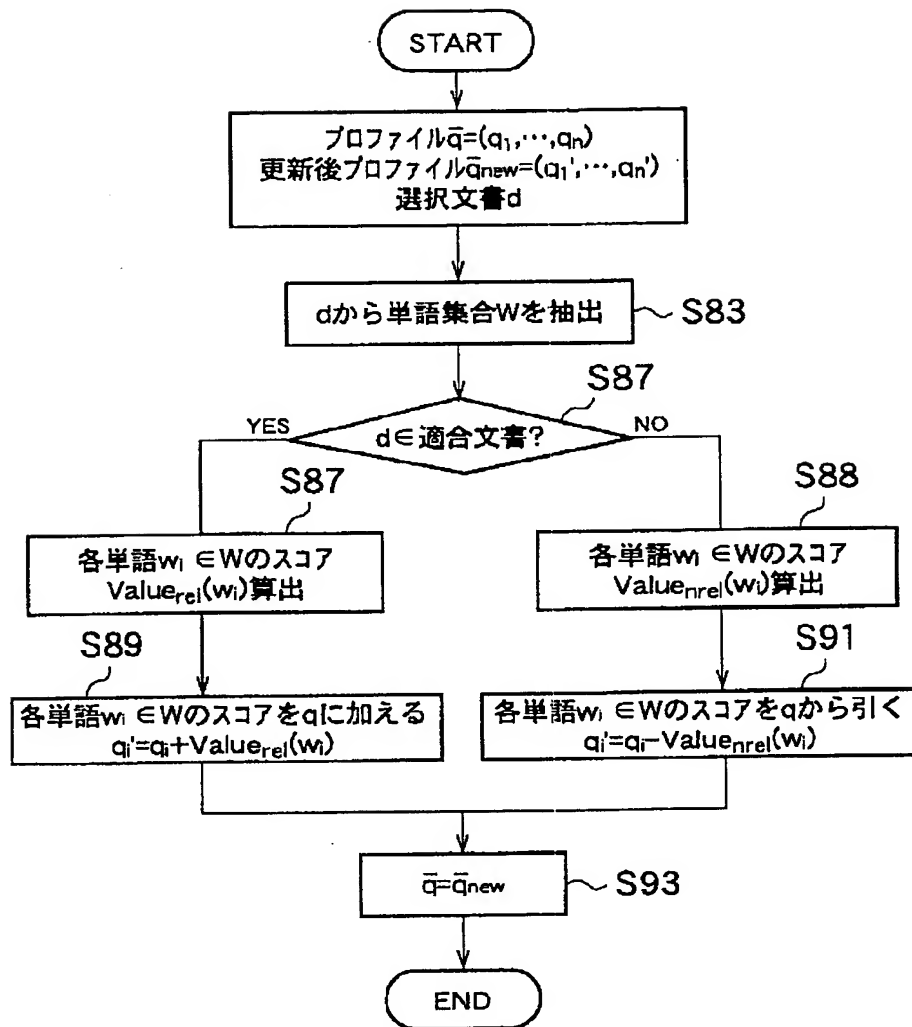 START
プロファイルq̄=(q₁,…,qₙ)
更新後プロファイルq̄new=(q₁',…,qₙ')
選択文書d
dから単語集合Wを抽出
S83
S87
YES
d∈適合文書?
NO
S87
各単語wᵢ ∈Wのスコア
Valueᵣₑₗ(wᵢ)算出
S88
各単語wᵢ ∈Wのスコア
Valueₙᵣₑₗ(wᵢ)算出
S89
各単語wᵢ ∈Wのスコアをqに加える
qᵢ'=qᵢ+Valueᵣₑₗ(wᵢ)
S91
各単語wᵢ ∈Wのスコアをqから引く
qᵢ'=qᵢ-Valueₙᵣₑₗ(wᵢ)
q̄=q̄new
S93
END